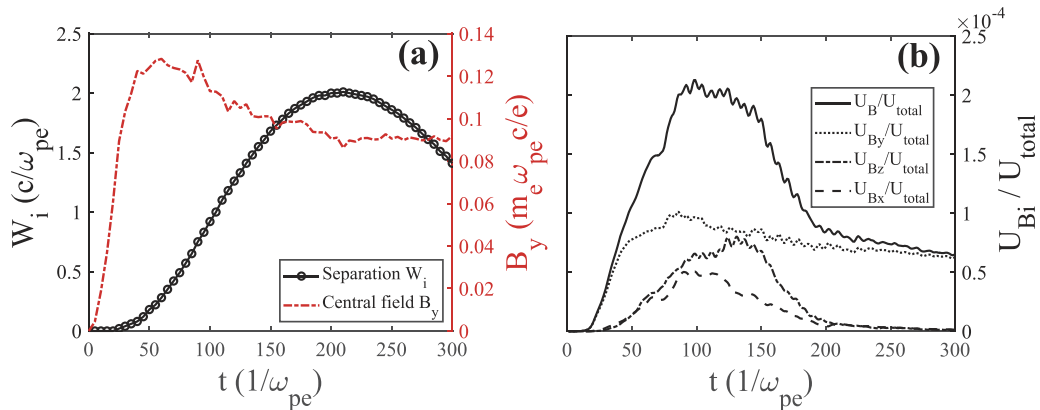 (a)
2.5
2
1.5
1
0.5
0
W_i (c/ω_pe)
0.14
0.12
0.10
0.08
0.06
0.04
0.02
0
B_y (m_e ω_pe c/e)
Separation W_i
Central field B_y
0 50 100 150 200 250 300
t (1/ω_pe)
(b)
×10^-4
2.5
2
1.5
1
0.5
0
U_Bi / U_total
U_B/U_total
U_By/U_total
U_Bz/U_total
U_Bx/U_total
0 50 100 150 200 250 300
t (1/ω_pe)